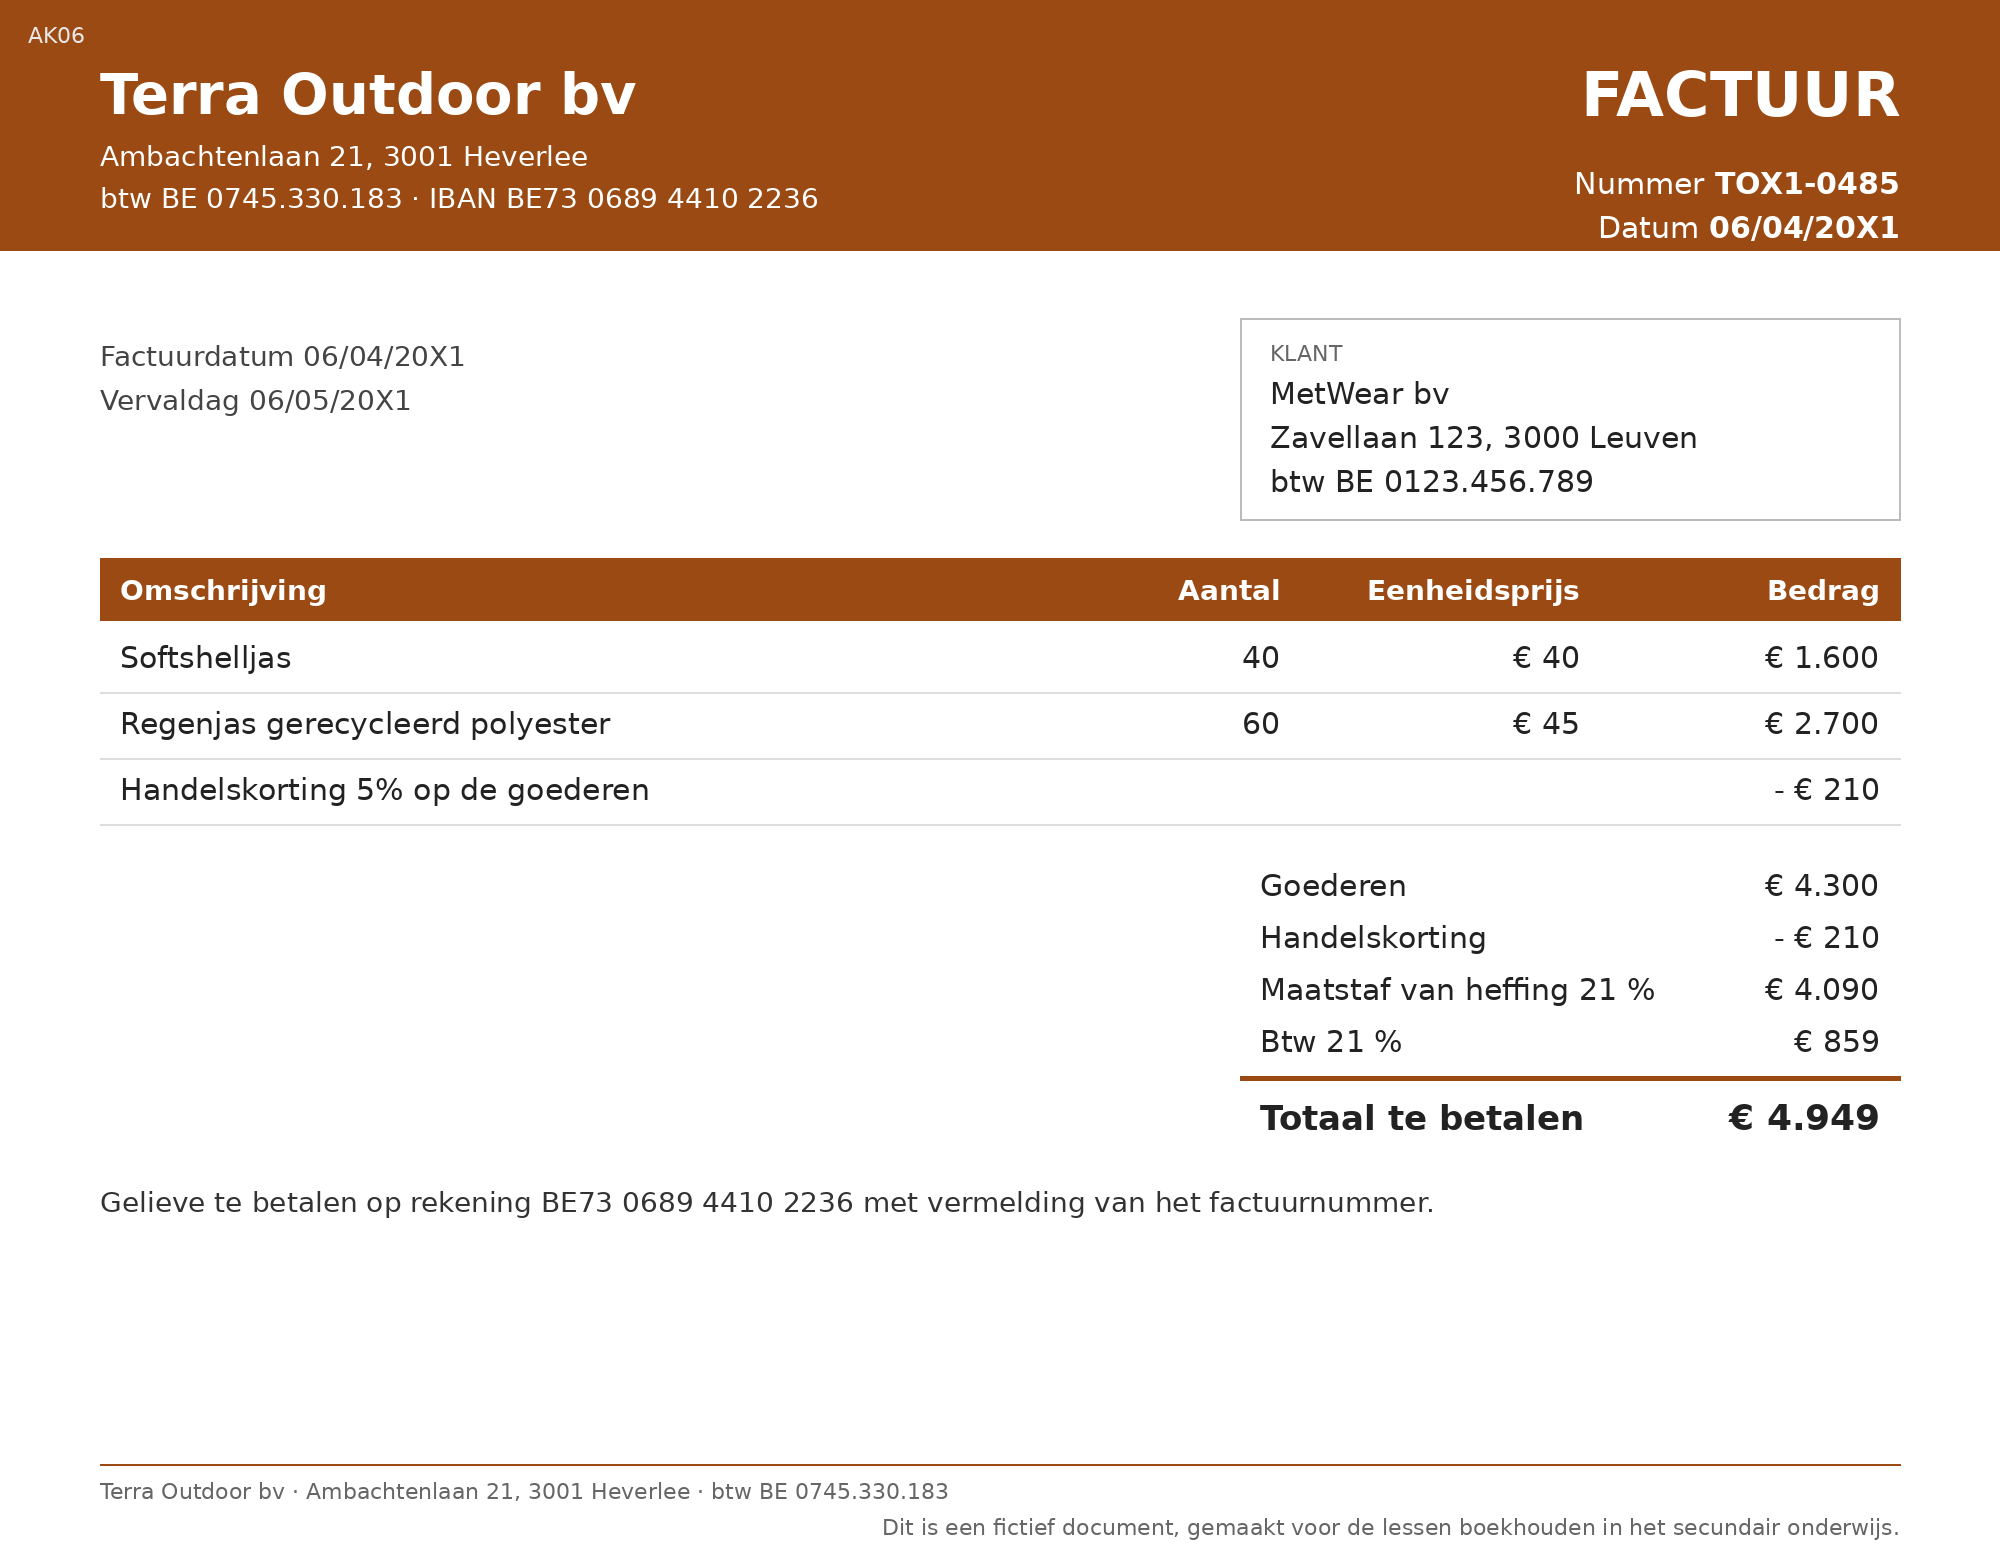 AK06
Terra Outdoor bv
FACTUUR
Ambachtenlaan 21, 3001 Heverlee
btw BE 0745.330.183 · IBAN BE73 0689 4410 2236
Nummer TOX1-0485
Datum 06/04/20X1
Factuurdatum 06/04/20X1
Vervaldag 06/05/20X1
KLANT
MetWear bv
Zavellaan 123, 3000 Leuven
btw BE 0123.456.789
Omschrijving Aantal Eenheidsprijs Bedrag
Softshelljas 40 € 40 € 1.600
Regenjas gerecycleerd polyester 60 € 45 € 2.700
Handelskorting 5% op de goederen - € 210
Goederen € 4.300
Handelskorting - € 210
Maatstaf van heffing 21 % € 4.090
Btw 21 % € 859
Totaal te betalen € 4.949
Gelieve te betalen op rekening BE73 0689 4410 2236 met vermelding van het factuurnummer.
Terra Outdoor bv · Ambachtenlaan 21, 3001 Heverlee · btw BE 0745.330.183
Dit is een fictief document, gemaakt voor de lessen boekhouden in het secundair onderwijs.